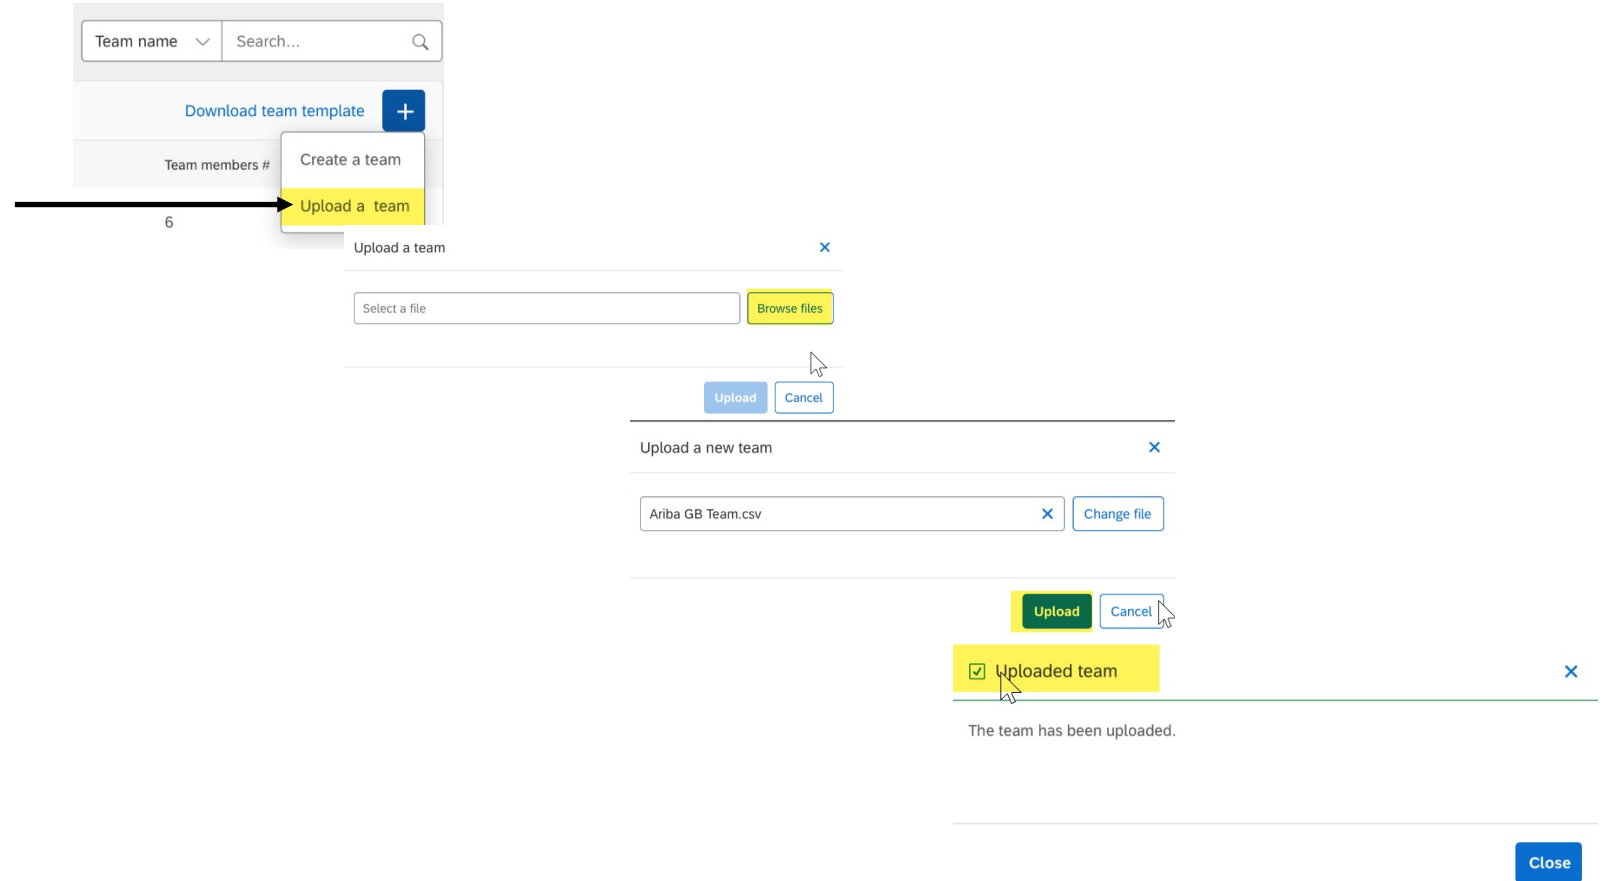 Team name Search...
Download team template +
Team members # Create a team
Upload a  team
6
Upload a team
Select a file Browse files
Upload Cancel
Upload a new team
Ariba GB Team.csv Change file
Upload Cancel
Uploaded team
The team has been uploaded.
Close